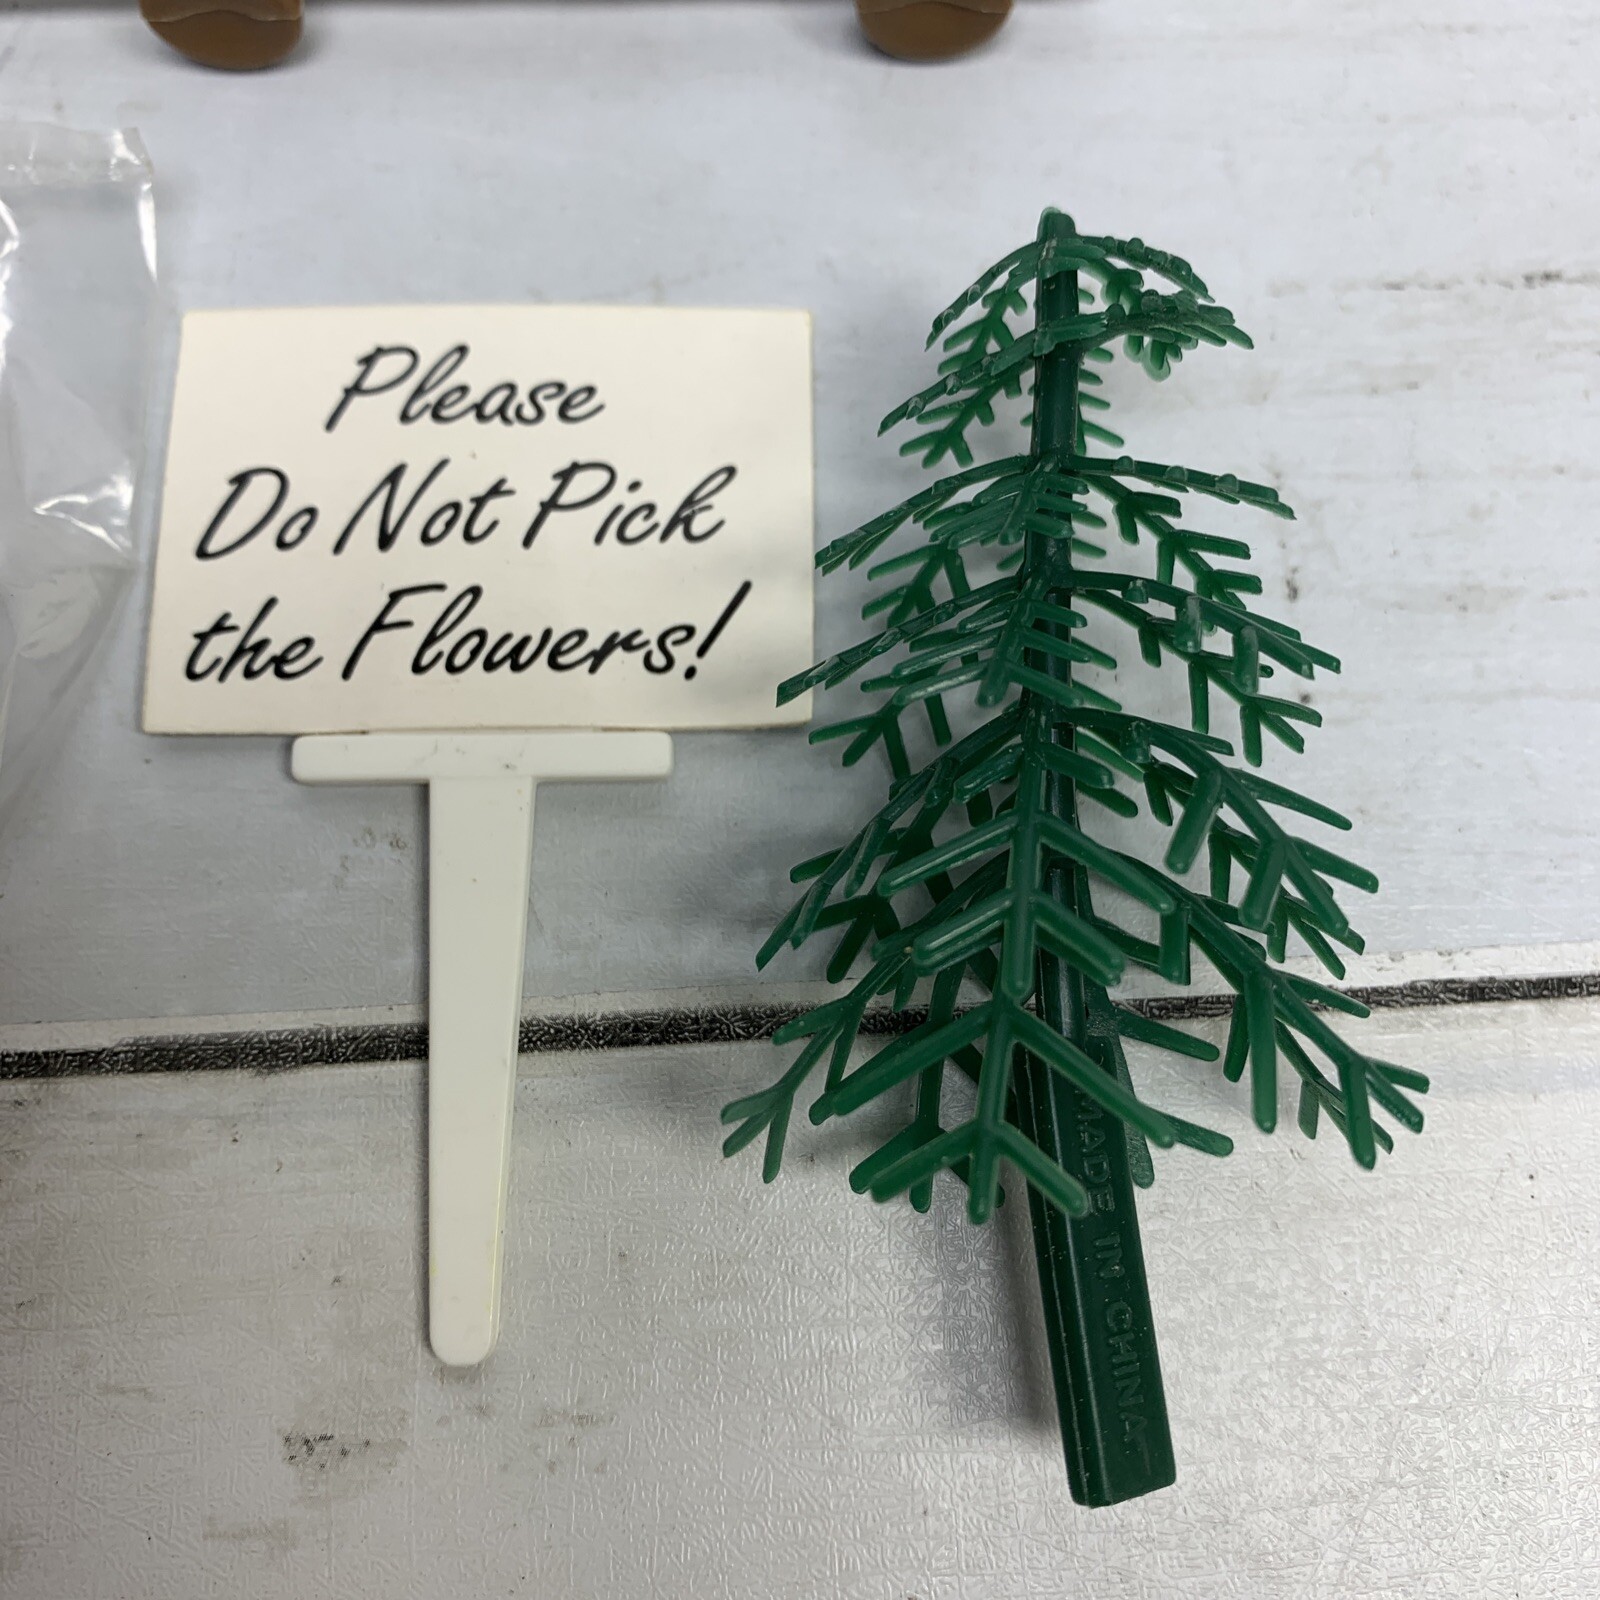 Please
Do Not Pick
the Flowers!
MADE IN CHINA